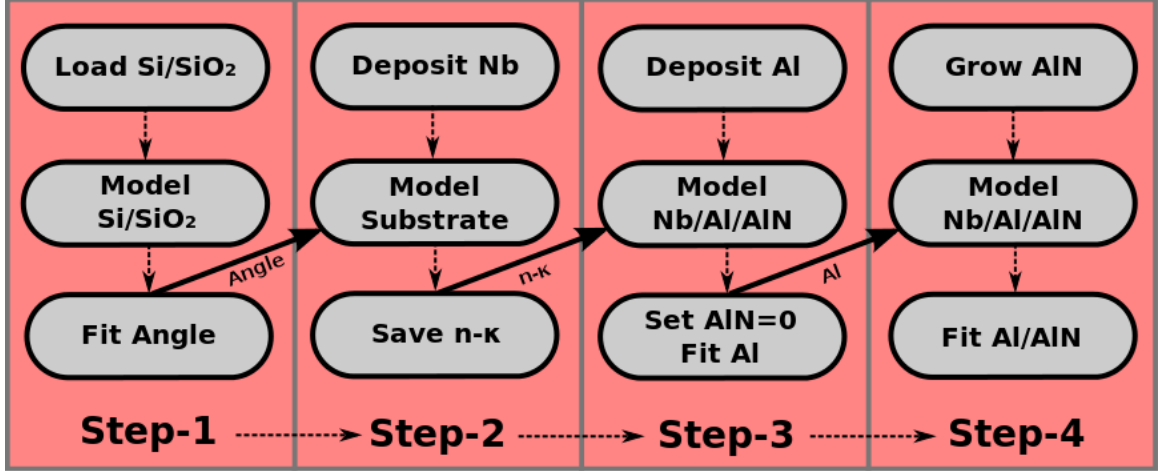 Load Si/SiO₂
Deposit Nb
Deposit Al
Grow AlN
Model
Si/SiO₂
Model
Substrate
Model
Nb/Al/AlN
Model
Nb/Al/AlN
Angle
n-κ
Al
Fit Angle
Save n-κ
Set AlN=0
Fit Al
Fit Al/AlN
Step-1
Step-2
Step-3
Step-4